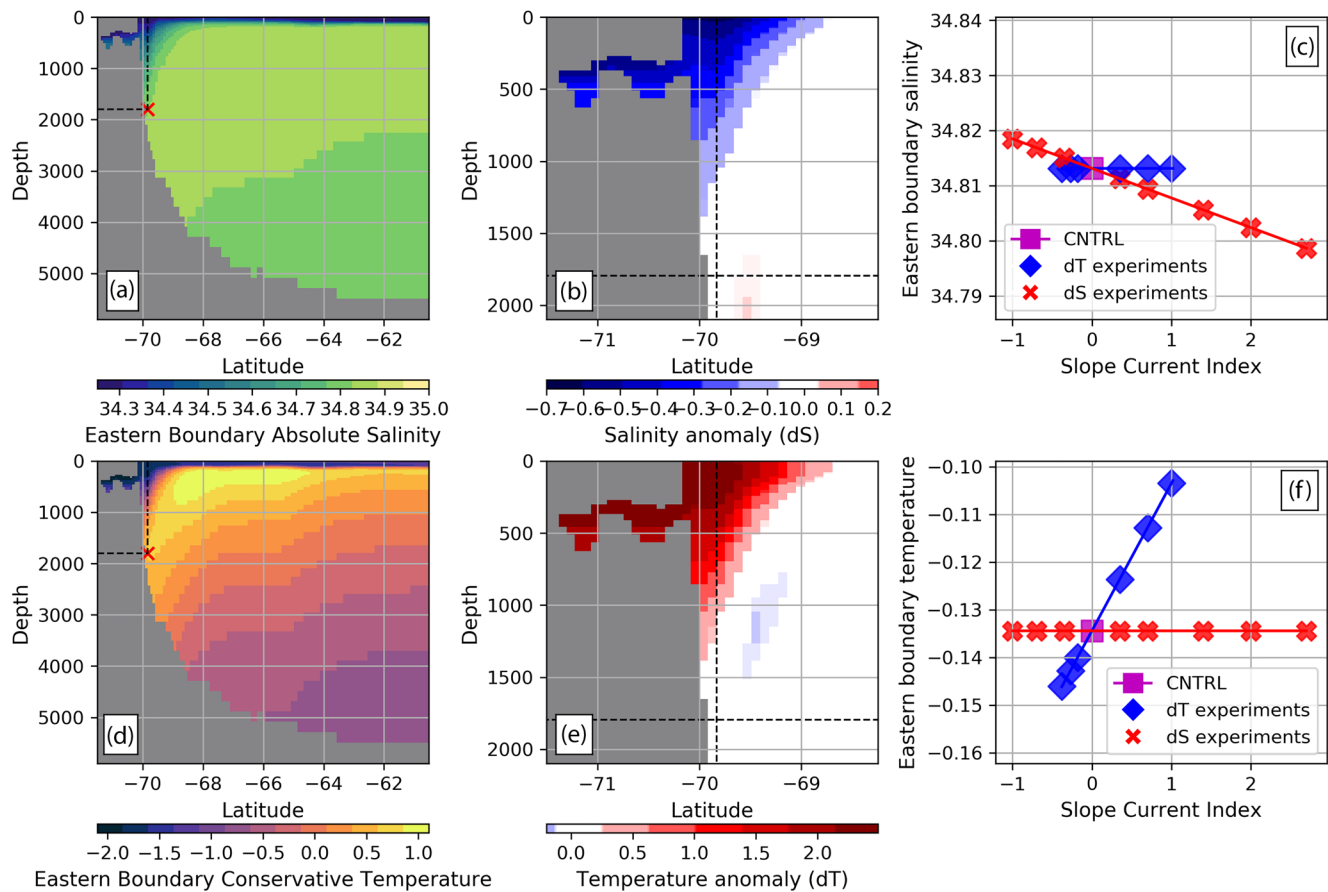 0
1000
2000
3000
4000
5000
Depth
(a)
−70 −68 −66 −64 −62
Latitude
34.3 34.4 34.5 34.6 34.7 34.8 34.9 35.0
Eastern Boundary Absolute Salinity
0
500
1000
1500
2000
Depth
(b)
−71 −70 −69
Latitude
−0.7 −0.6 −0.5 −0.4 −0.3 −0.2 −0.1 0.0 0.1 0.2
Salinity anomaly (dS)
34.84
34.83
34.82
34.81
34.80
34.79
Eastern boundary salinity
(c)
CNTRL
dT experiments
dS experiments
−1 0 1 2
Slope Current Index
0
1000
2000
3000
4000
5000
Depth
(d)
−70 −68 −66 −64 −62
Latitude
−2.0 −1.5 −1.0 −0.5 0.0 0.5 1.0
Eastern Boundary Conservative Temperature
0
500
1000
1500
2000
Depth
(e)
−71 −70 −69
Latitude
0.0 0.5 1.0 1.5 2.0
Temperature anomaly (dT)
−0.10
−0.11
−0.12
−0.13
−0.14
−0.15
−0.16
Eastern boundary temperature
(f)
CNTRL
dT experiments
dS experiments
−1 0 1 2
Slope Current Index